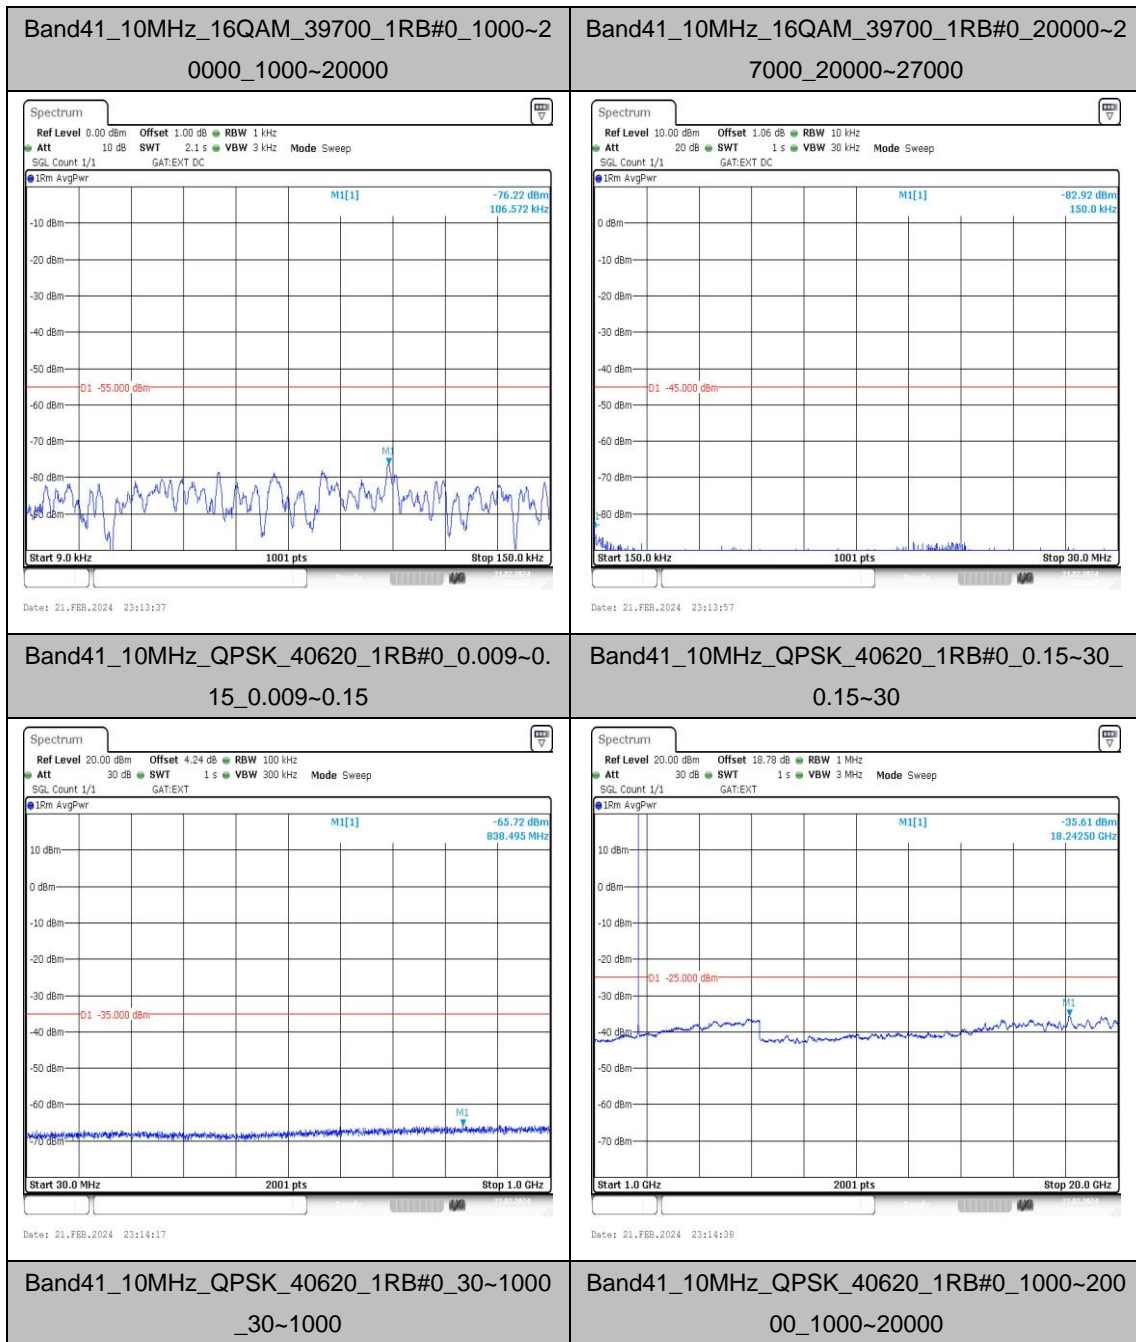 Band41_10MHz_16QAM_39700_1RB#0_1000~2
0000_1000~20000
Band41_10MHz_16QAM_39700_1RB#0_20000~2
7000_20000~27000
Spectrum
Ref Level 0.00 dBm Offset 1.00 dB RBW 1 kHz
Att 10 dB SWT 2.1 s VBW 3 kHz Mode Sweep
SGL Count 1/1 GAT:EXT DC
1Rm AvgPwr
M1[1] -76.22 dBm
106.572 kHz
-10 dBm
-20 dBm
-30 dBm
-40 dBm
-50 dBm
D1 -55.000 dBm
-60 dBm
-70 dBm
M1
-80 dBm
-90 dBm
Start 9.0 kHz 1001 pts Stop 150.0 kHz
Date: 21.FEB.2024 23:13:37
Spectrum
Ref Level 10.00 dBm Offset 1.06 dB RBW 10 kHz
Att 20 dB SWT 1 s VBW 30 kHz Mode Sweep
SGL Count 1/1 GAT:EXT DC
1Rm AvgPwr
M1[1] -82.92 dBm
150.0 kHz
0 dBm
-10 dBm
-20 dBm
-30 dBm
-40 dBm
D1 -45.000 dBm
-50 dBm
-60 dBm
-70 dBm
-80 dBm
Start 150.0 kHz 1001 pts Stop 30.0 MHz
Date: 21.FEB.2024 23:13:57
Band41_10MHz_QPSK_40620_1RB#0_0.009~0.
15_0.009~0.15
Band41_10MHz_QPSK_40620_1RB#0_0.15~30_
0.15~30
Spectrum
Ref Level 20.00 dBm Offset 4.24 dB RBW 100 kHz
Att 30 dB SWT 1 s VBW 300 kHz Mode Sweep
SGL Count 1/1 GAT:EXT
1Rm AvgPwr
M1[1] -65.72 dBm
838.495 MHz
10 dBm
0 dBm
-10 dBm
-20 dBm
-30 dBm
D1 -35.000 dBm
-40 dBm
-50 dBm
-60 dBm
M1
-70 dBm
Start 30.0 MHz 2001 pts Stop 1.0 GHz
Date: 21.FEB.2024 23:14:17
Spectrum
Ref Level 20.00 dBm Offset 18.78 dB RBW 1 MHz
Att 30 dB SWT 1 s VBW 3 MHz Mode Sweep
SGL Count 1/1 GAT:EXT
1Rm AvgPwr
M1[1] -35.61 dBm
18.24250 GHz
10 dBm
0 dBm
-10 dBm
-20 dBm
D1 -25.000 dBm
-30 dBm
M1
-40 dBm
-50 dBm
-60 dBm
-70 dBm
Start 1.0 GHz 2001 pts Stop 20.0 GHz
Date: 21.FEB.2024 23:14:38
Band41_10MHz_QPSK_40620_1RB#0_30~1000
_30~1000
Band41_10MHz_QPSK_40620_1RB#0_1000~200
00_1000~20000